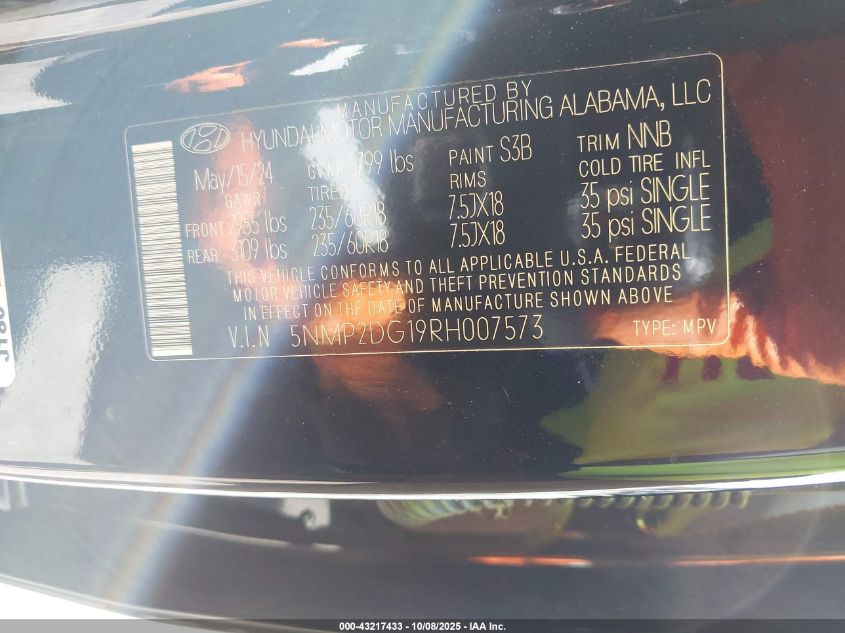 MANUFACTURED BY
HYUNDAI MOTOR MANUFACTURING ALABAMA, LLC
May/15/24 GVWR 5799 lbs PAINT S3B TRIM NNB
GAWR TIRES RIMS COLD TIRE INFL
FRONT 2955 lbs 235/60R18 7.5JX18 35 psi SINGLE
REAR 3109 lbs 235/60R18 7.5JX18 35 psi SINGLE
THIS VEHICLE CONFORMS TO ALL APPLICABLE U.S.A. FEDERAL
MOTOR VEHICLE SAFETY AND THEFT PREVENTION STANDARDS
IN EFFECT ON THE DATE OF MANUFACTURE SHOWN ABOVE
V.I.N 5NMP2DG19RH007573 TYPE: MPV
000-43217433 - 10/08/2025 - IAA Inc.